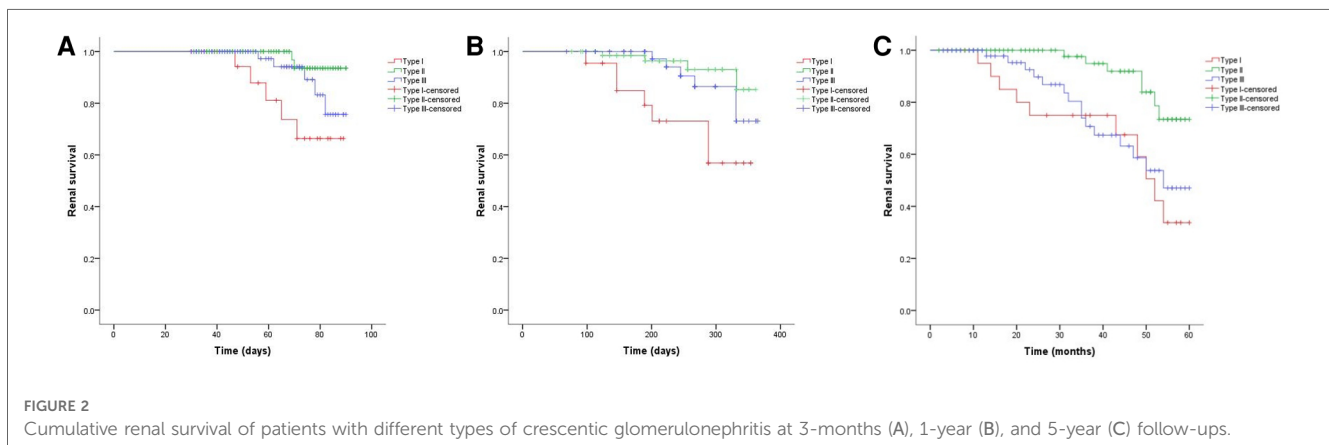 A
Renal survival
1.0
0.8
0.6
0.4
0.2
0.0
0
20
40
60
80
100
Time (days)
Type I
Type II
Type III
Type I-censored
Type II-censored
Type III-censored
B
Renal survival
1.0
0.8
0.6
0.4
0.2
0.0
0
100
200
300
400
Time (days)
Type I
Type II
Type III
Type I-censored
Type II-censored
Type III-censored
C
Renal survival
1.0
0.8
0.6
0.4
0.2
0.0
0
10
20
30
40
50
60
Time (months)
Type I
Type II
Type III
Type I-censored
Type II-censored
Type III-censored
FIGURE 2
Cumulative renal survival of patients with different types of crescentic glomerulonephritis at 3-months (A), 1-year (B), and 5-year (C) follow-ups.